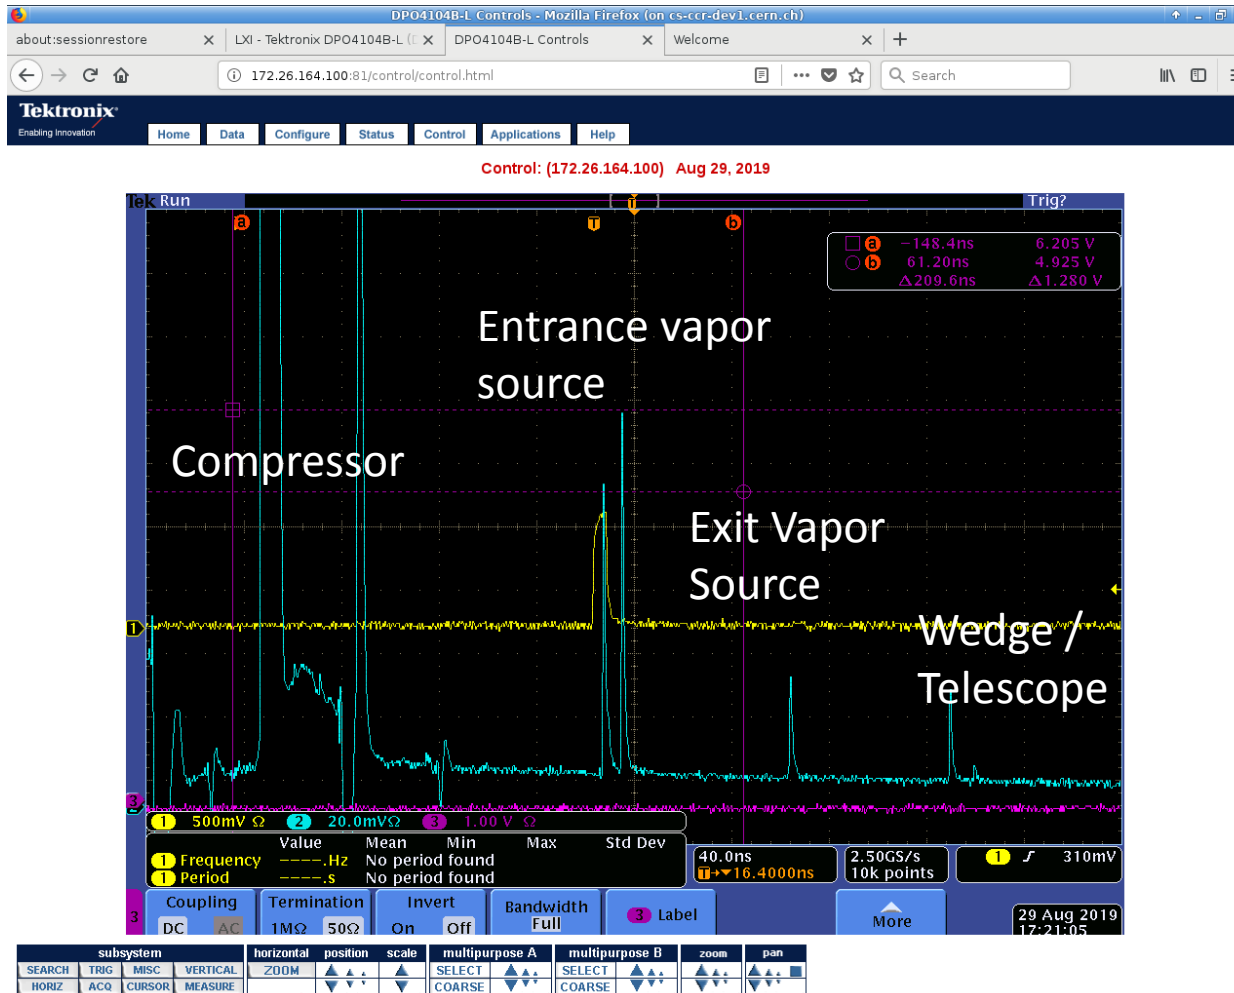 DPO4104B-L Controls - Mozilla Firefox (on cs-ccr-dev1.cern.ch)
about:sessionrestore
LXI - Tektronix DPO4104B-L
DPO4104B-L Controls
Welcome
172.26.164.100:81/control/control.html
Search
Tektronix
Enabling Innovation
Home Data Configure Status Control Applications Help
Control: (172.26.164.100) Aug 29, 2019
Tek Run Trig?
a T b
a −148.4ns 6.205 V
b 61.20ns 4.925 V
Δ209.6ns Δ1.280 V
Entrance vapor
source
Compressor
Exit Vapor
Source
Wedge /
Telescope
1
3
1 500mV Ω 2 20.0mVΩ 3 1.00 V Ω
Value Mean Min Max Std Dev
1 Frequency ----.Hz No period found
1 Period ----.s No period found
40.0ns
T→▼16.4000ns
2.50GS/s
10k points
1 310mV
3
Coupling
DC AC
Termination
1MΩ 50Ω
Invert
On Off
Bandwidth
Full
3 Label
More
29 Aug 2019
17:21:05
subsystem horizontal position scale multipurpose A multipurpose B zoom pan
SEARCH TRIG MISC VERTICAL ZOOM SELECT SELECT
HORIZ ACQ CURSOR MEASURE COARSE COARSE